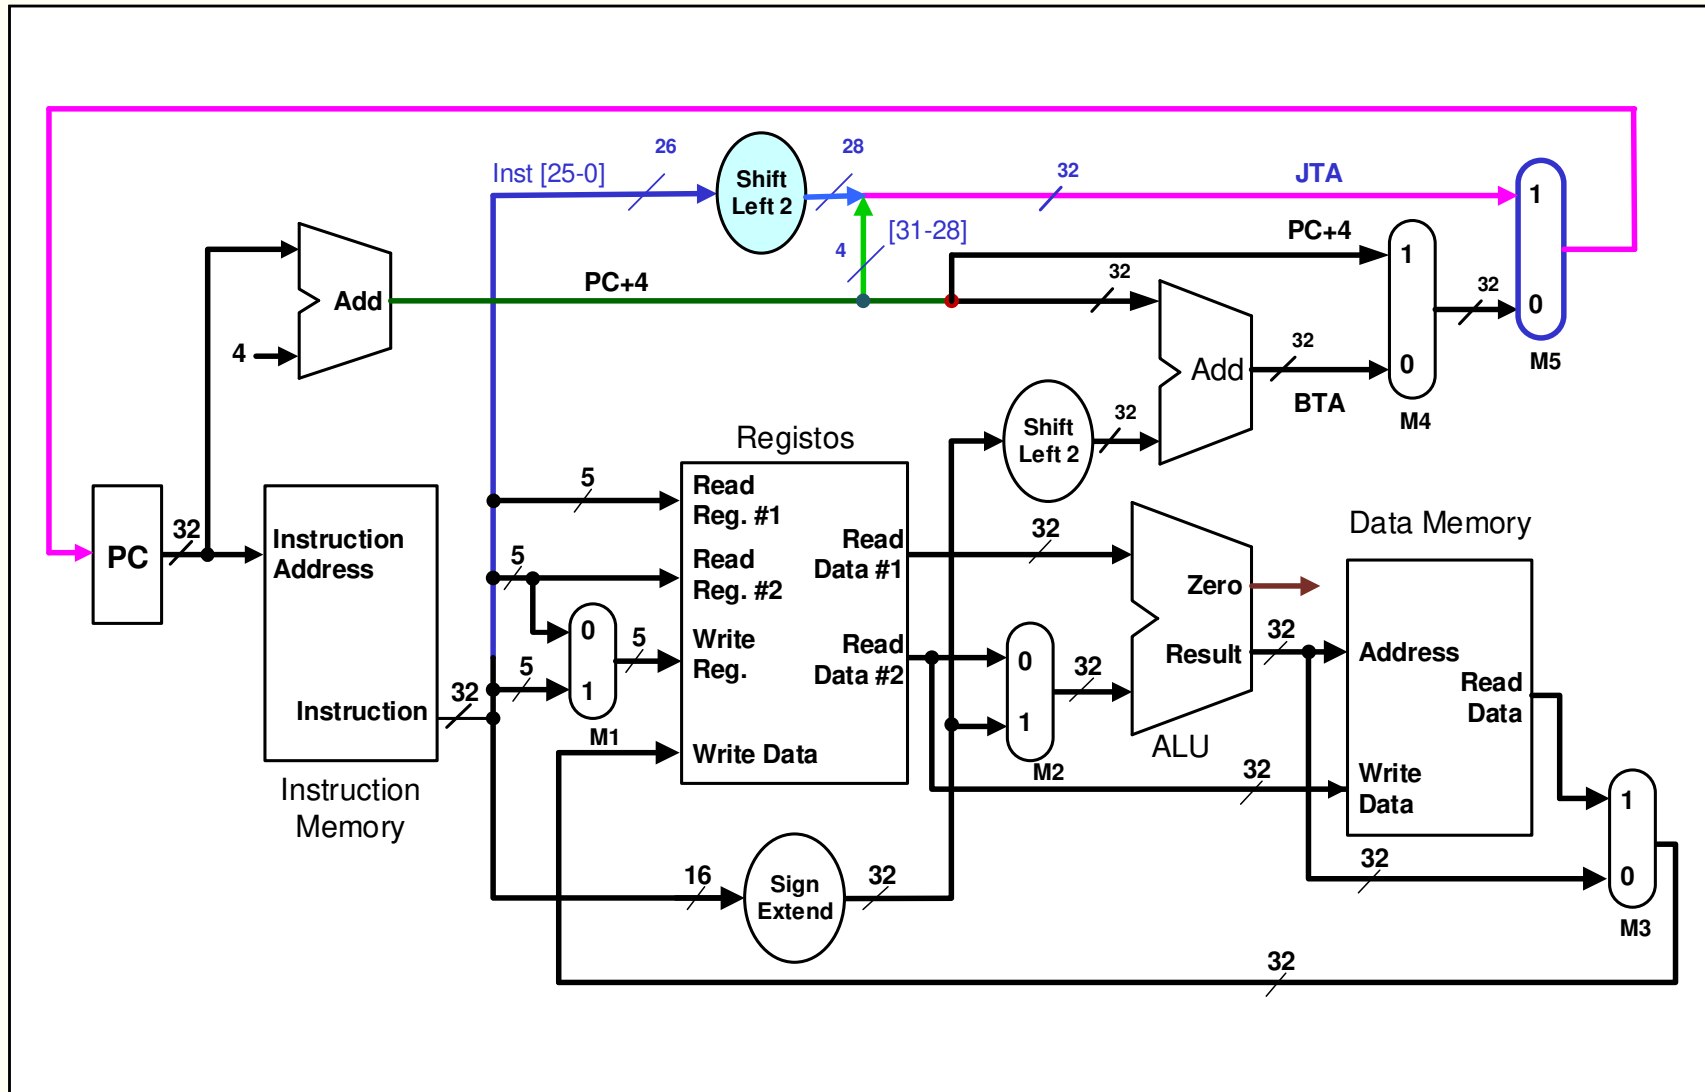 26
28
32
Inst [25-0]
Shift
Left 2
JTA
1
4
[31-28]
PC+4
1
PC+4
32
Add
32
0
4
32
Add
M5
BTA
0
M4
Registos
Shift
Left 2
32
5
Read
Reg. #1
32
PC
Instruction
Address
5
Read
Reg. #2
Read
Data #1
32
Data Memory
Zero
0
5
Write
Reg.
Read
Data #2
0
32
Result
32
Address
Read
Data
5
1
32
Instruction
M1
1
ALU
Write Data
M2
32
Write
Data
1
Instruction
Memory
16
Sign
Extend
32
32
0
M3
32